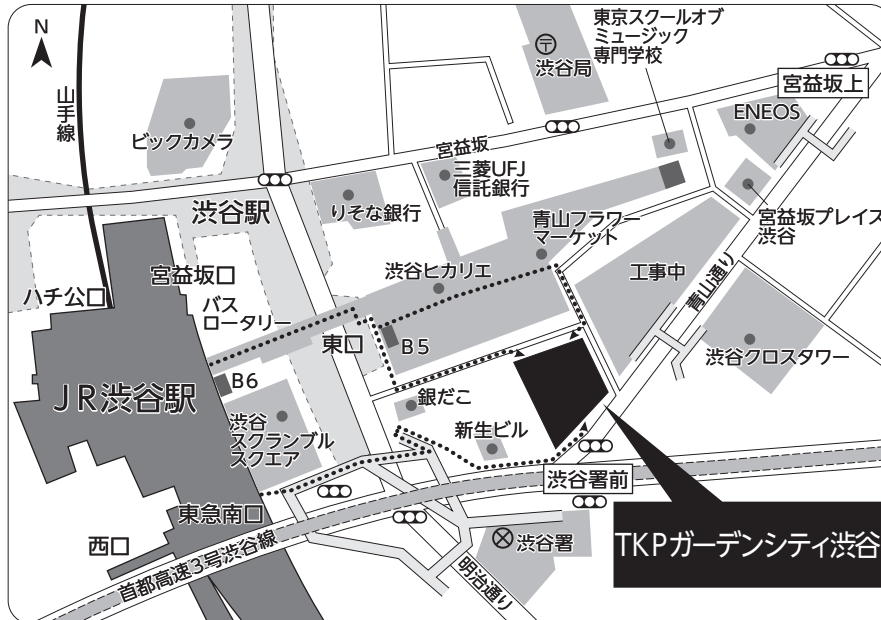 N
山手線
ビックカメラ
渋谷局
東京スクールオブ
ミュージック
専門学校
宮益坂上
ENEOS
宮益坂
三菱UFJ
信託銀行
りそな銀行
渋谷駅
宮益坂口
ハチ公口
バス
ロータリー
渋谷ヒカリエ
青山フラワー
マーケット
工事中
青山通り
宮益坂プレイス
渋谷
渋谷クロスタワー
東口
B5
B6
JR渋谷駅
渋谷
スクランブル
スクエア
銀だこ
新生ビル
渋谷署前
東急南口
西口
首都高速3号渋谷線
明治通り
渋谷署
TKPガーデンシティ渋谷